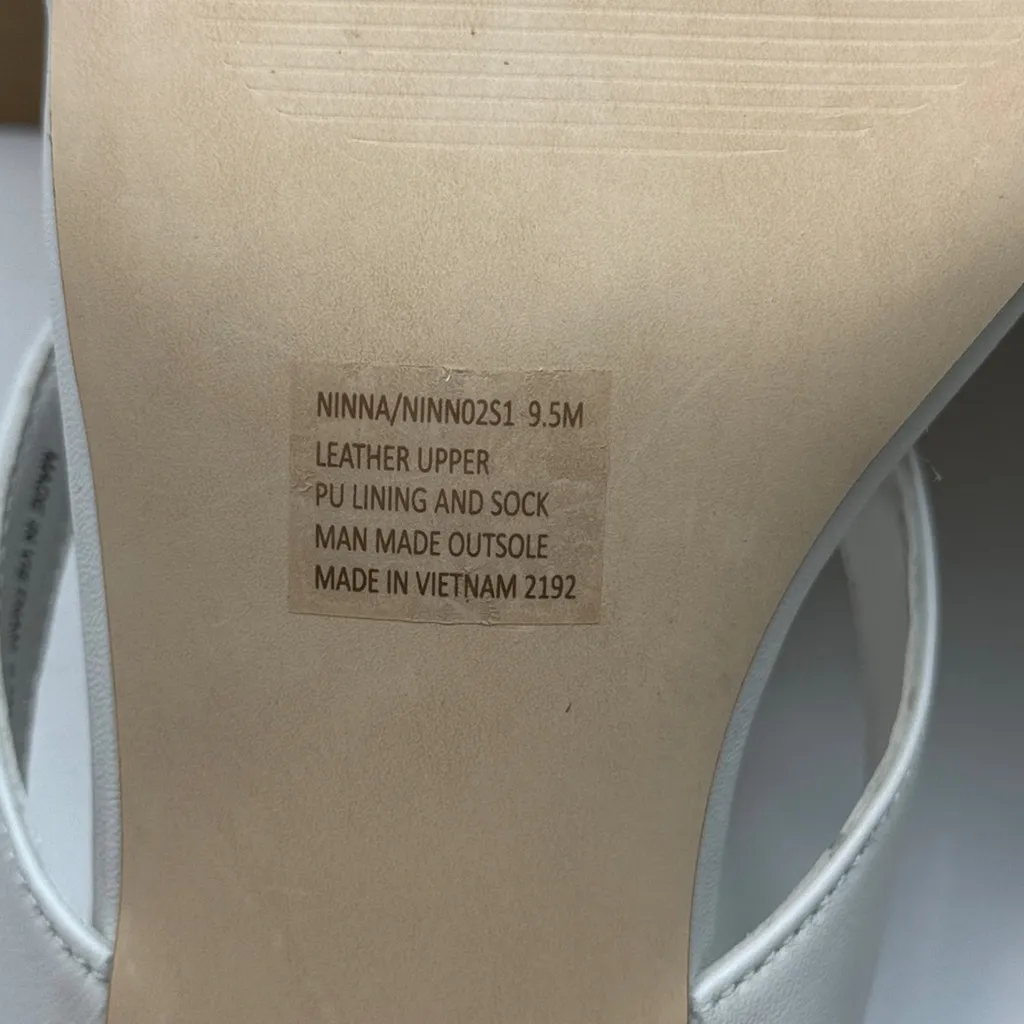 NINNA/NINN02S1 9.5M
LEATHER UPPER
PU LINING AND SOCK
MAN MADE OUTSOLE
MADE IN VIETNAM 2192